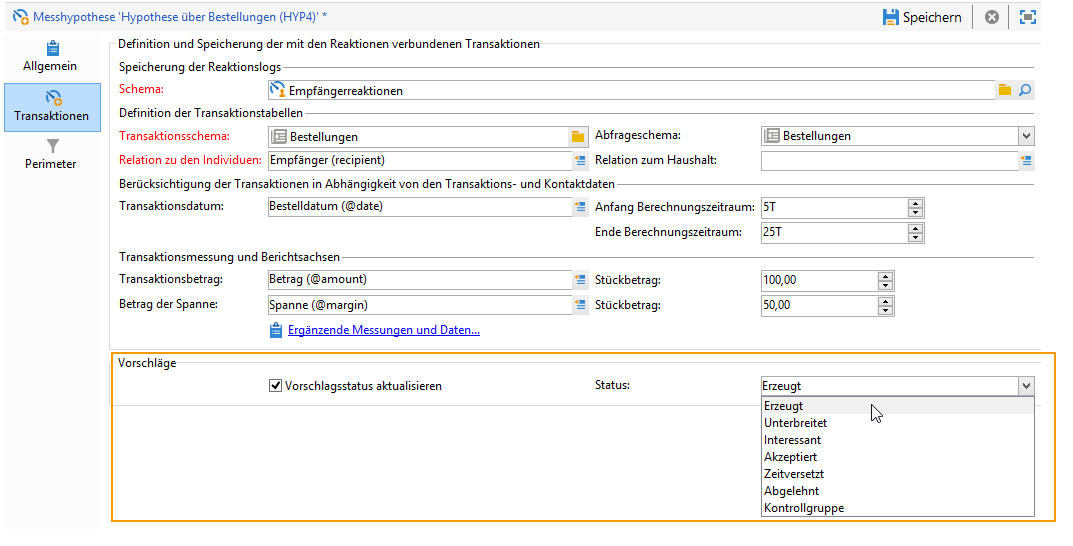 Messhypothese 'Hypothese über Bestellungen (HYP4)' * Speichern
Allgemein
Transaktionen
Perimeter
Definition und Speicherung der mit den Reaktionen verbundenen Transaktionen
Speicherung der Reaktionslogs
Schema: Empfängerreaktionen
Definition der Transaktionstabellen
Transaktionsschema: Bestellungen Abfrageschema: Bestellungen
Relation zu den Individuen: Empfänger (recipient) Relation zum Haushalt:
Berücksichtigung der Transaktionen in Abhängigkeit von den Transaktions- und Kontaktdaten
Transaktionsdatum: Bestelldatum (@date) Anfang Berechnungszeitraum: 5T
Ende Berechnungszeitraum: 25T
Transaktionsmessung und Berichtsachsen
Transaktionsbetrag: Betrag (@amount) Stückbetrag: 100,00
Betrag der Spanne: Spanne (@margin) Stückbetrag: 50,00
Ergänzende Messungen und Daten...
Vorschläge
Vorschlagsstatus aktualisieren Status: Erzeugt
Erzeugt
Unterbreitet
Interessant
Akzeptiert
Zeitversetzt
Abgelehnt
Kontrollgruppe